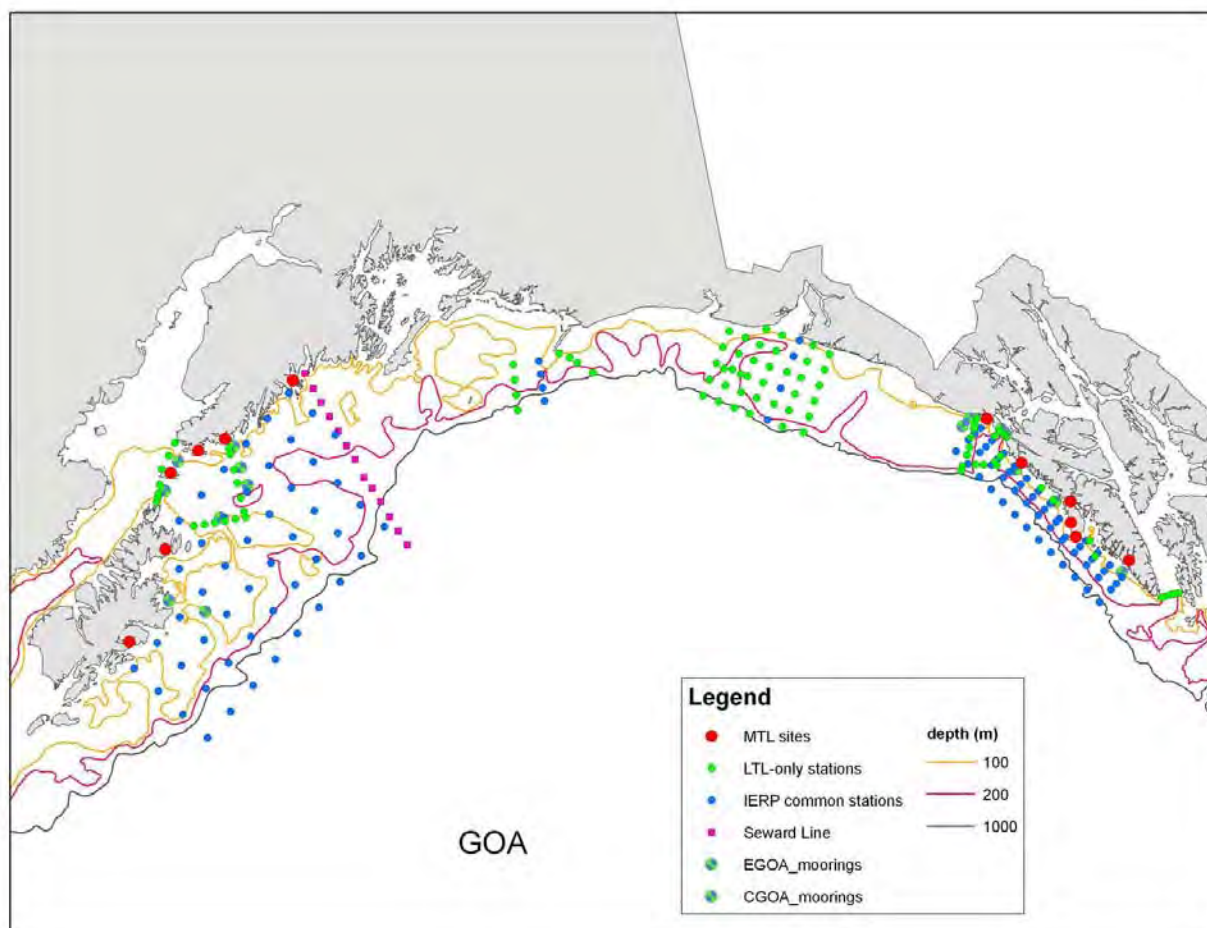 GOA
Legend
MTL sites
LTL-only stations
IERP common stations
Seward Line
EGOA_moorings
CGOA_moorings
depth (m)
100
200
1000